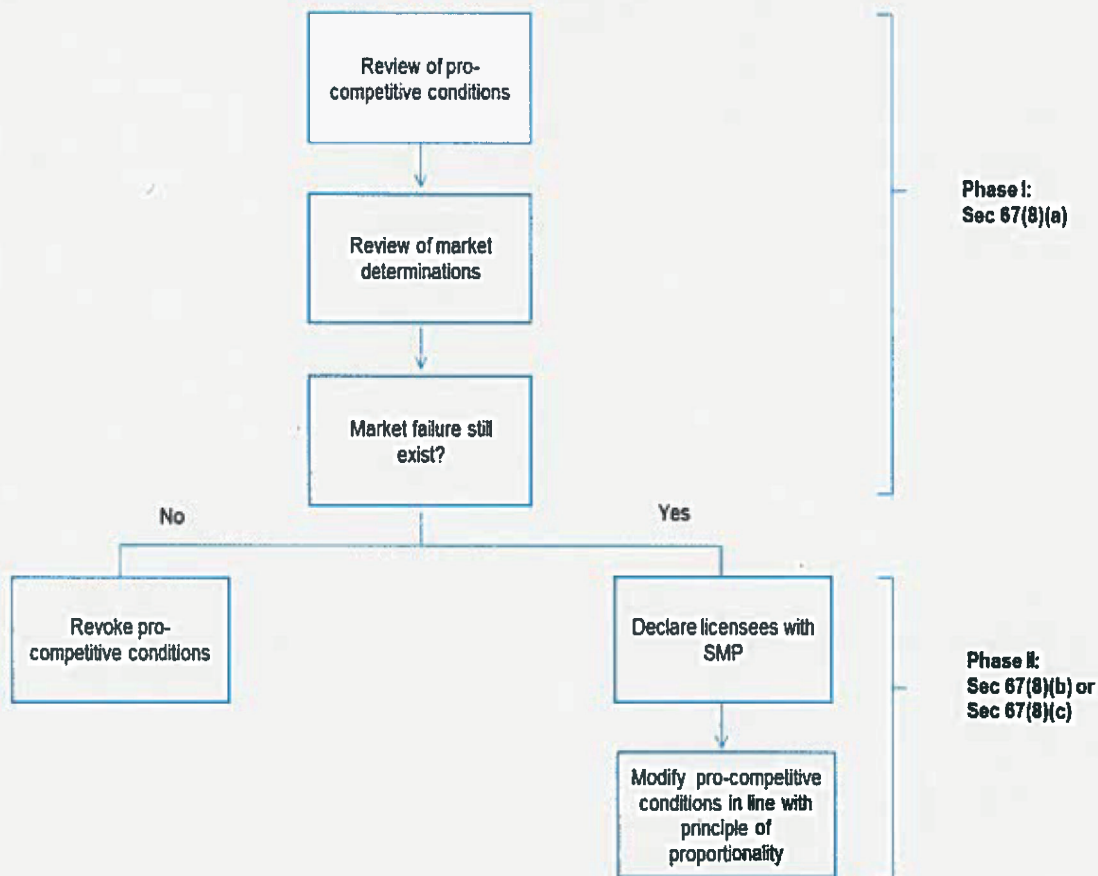 Review of pro-
competitive conditions
Phase I:
Sec 67(8)(a)
Review of market
determinations
Market failure still
exist?
No
Yes
Revoke pro-
competitive conditions
Declare licensees with
SMP
Phase II:
Sec 67(8)(b) or
Sec 67(8)(c)
Modify pro-competitive
conditions in line with
principle of
proportionality